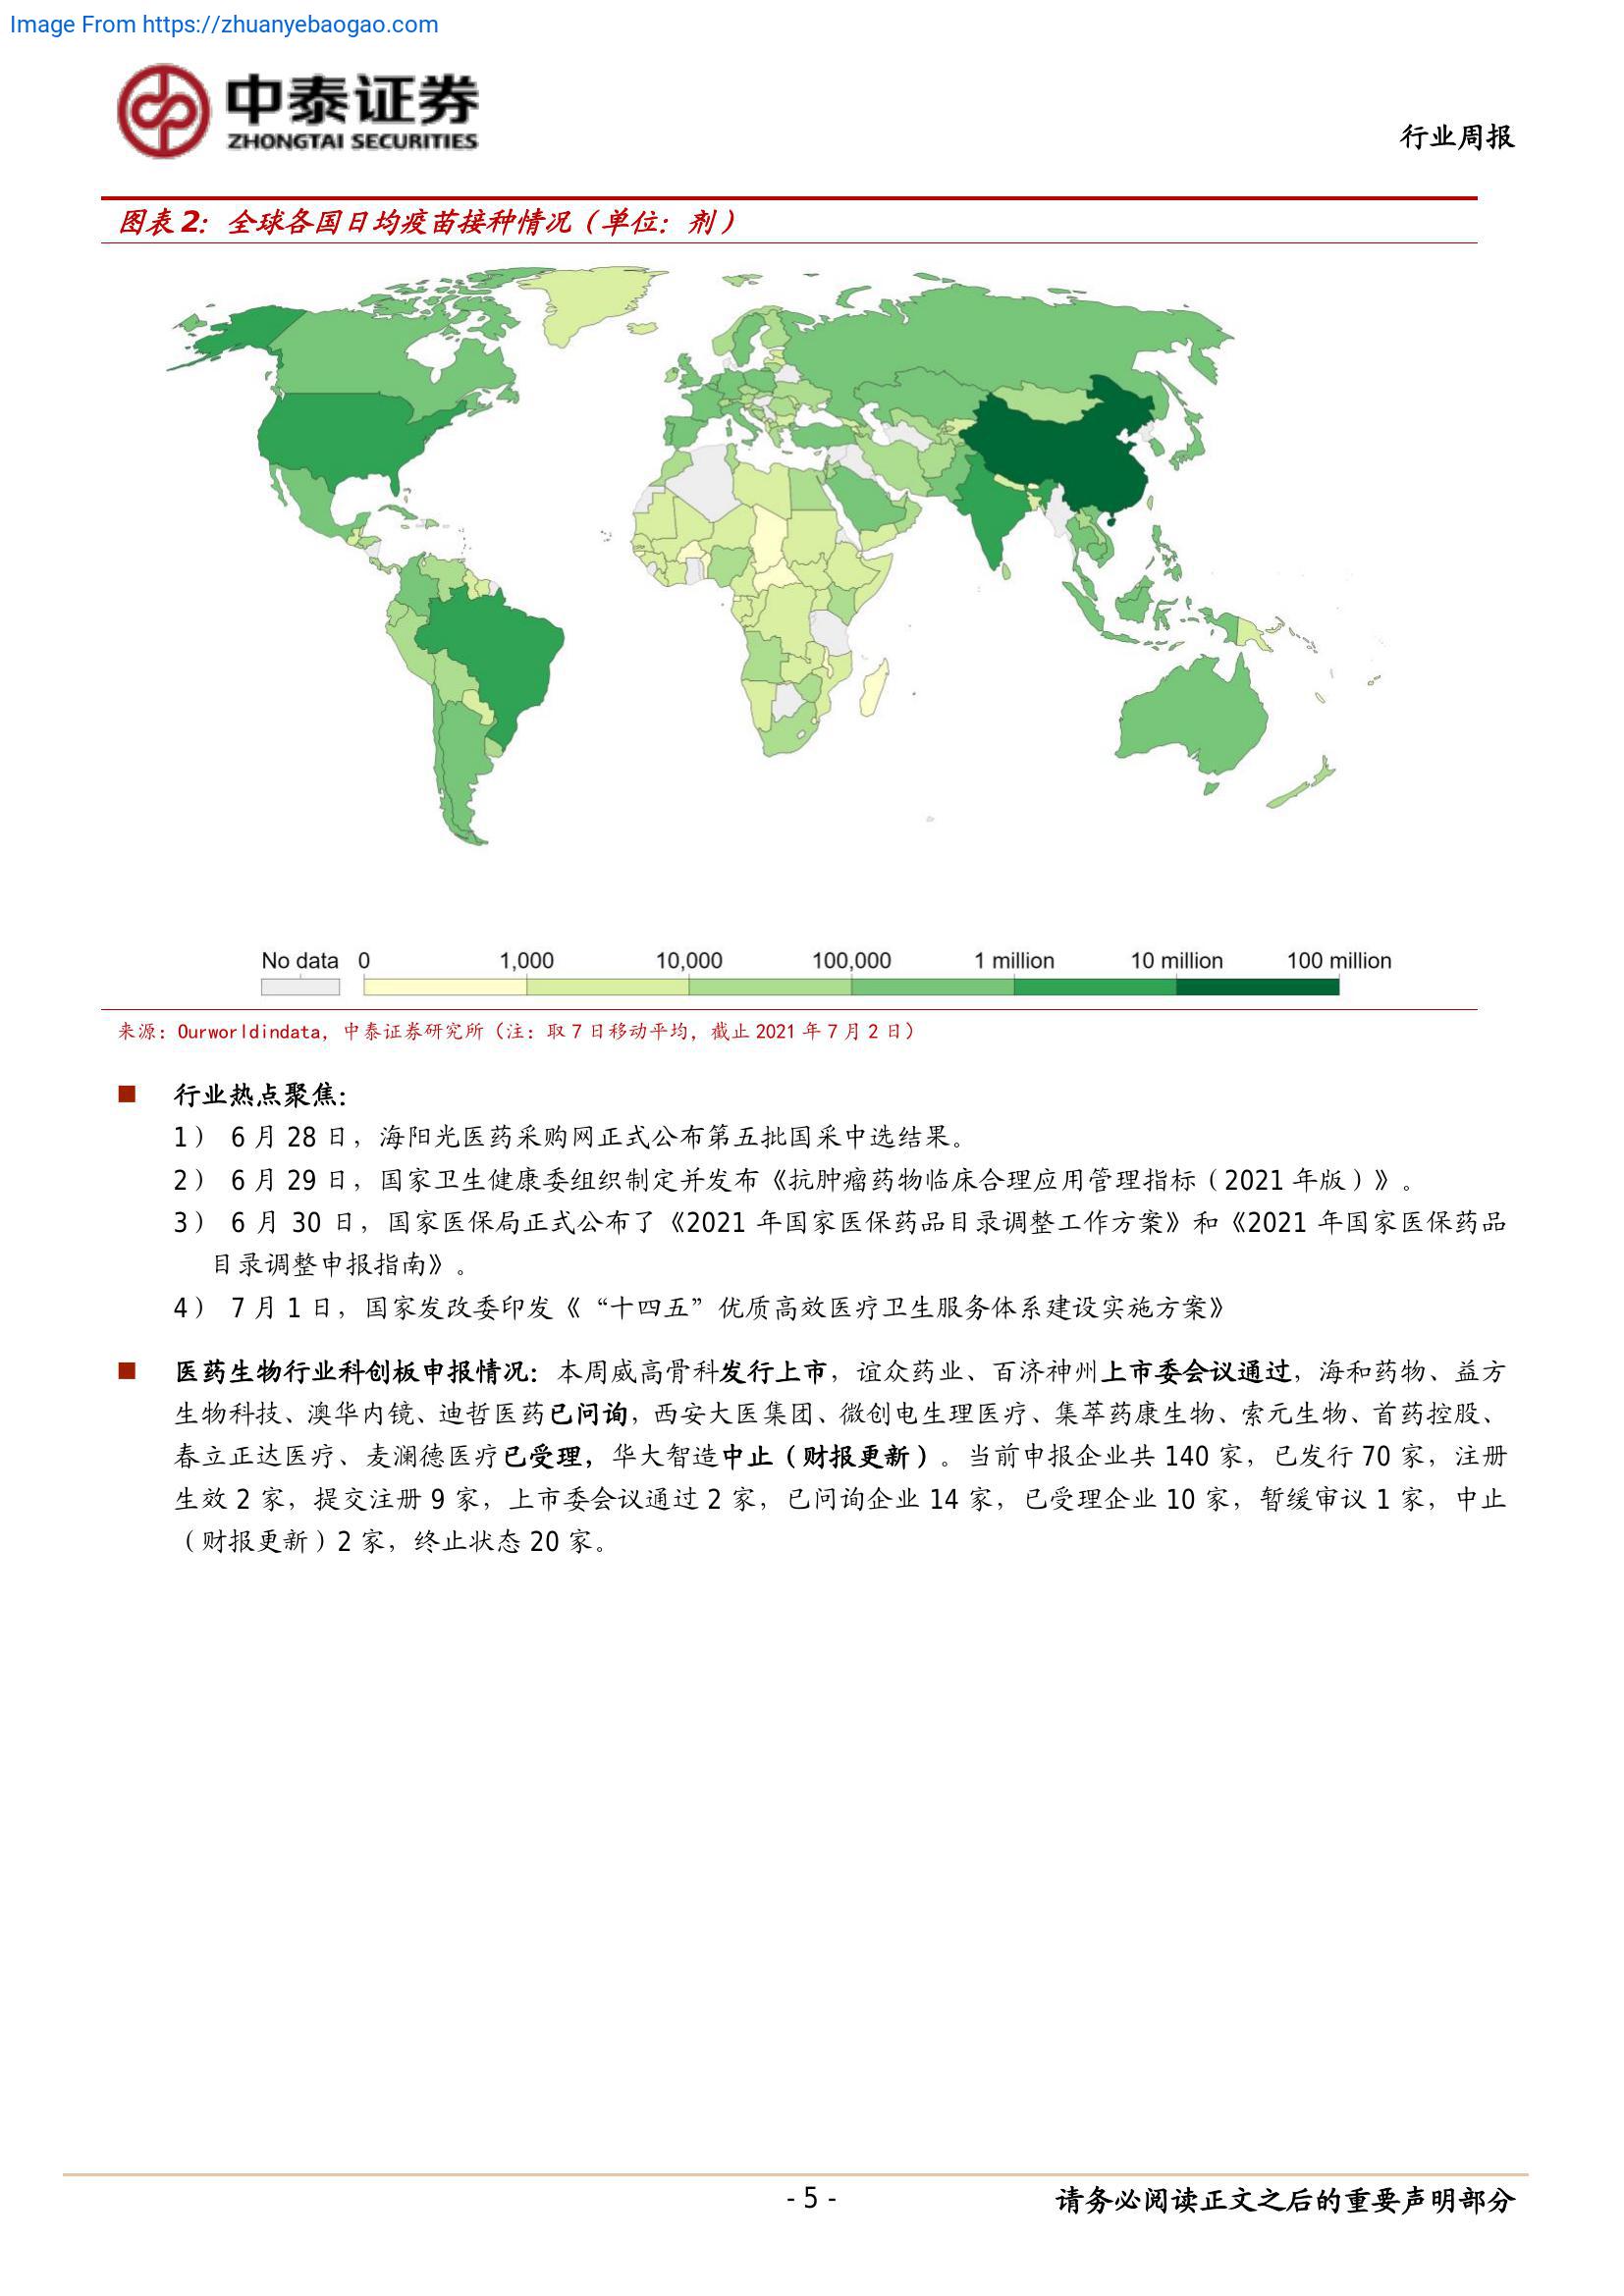 Image From https://zhuanyebaogao.com
中泰证券
ZHONGTAI SECURITIES
行业周报
图表 2：全球各国日均疫苗接种情况（单位：剂）
No data 0 1,000 10,000 100,000 1 million 10 million 100 million
来源：Ourworldindata，中泰证券研究所（注：取 7 日移动平均，截止 2021 年 7 月 2 日）
■ 行业热点聚焦：
1） 6 月 28 日，海阳光医药采购网正式公布第五批国采中选结果。
2） 6 月 29 日，国家卫生健康委组织制定并发布《抗肿瘤药物临床合理应用管理指标（2021 年版）》。
3） 6 月 30 日，国家医保局正式公布了《2021 年国家医保药品目录调整工作方案》和《2021 年国家医保药品
目录调整申报指南》。
4） 7 月 1 日，国家发改委印发《“十四五”优质高效医疗卫生服务体系建设实施方案》
■ 医药生物行业科创板申报情况：本周威高骨科发行上市，谊众药业、百济神州上市委会议通过，海和药物、益方
生物科技、澳华内镜、迪哲医药已问询，西安大医集团、微创电生理医疗、集萃药康生物、索元生物、首药控股、
春立正达医疗、麦澜德医疗已受理，华大智造中止（财报更新）。当前申报企业共 140 家，已发行 70 家，注册
生效 2 家，提交注册 9 家，上市委会议通过 2 家，已问询企业 14 家，已受理企业 10 家，暂缓审议 1 家，中止
（财报更新）2 家，终止状态 20 家。
- 5 -
请务必阅读正文之后的重要声明部分